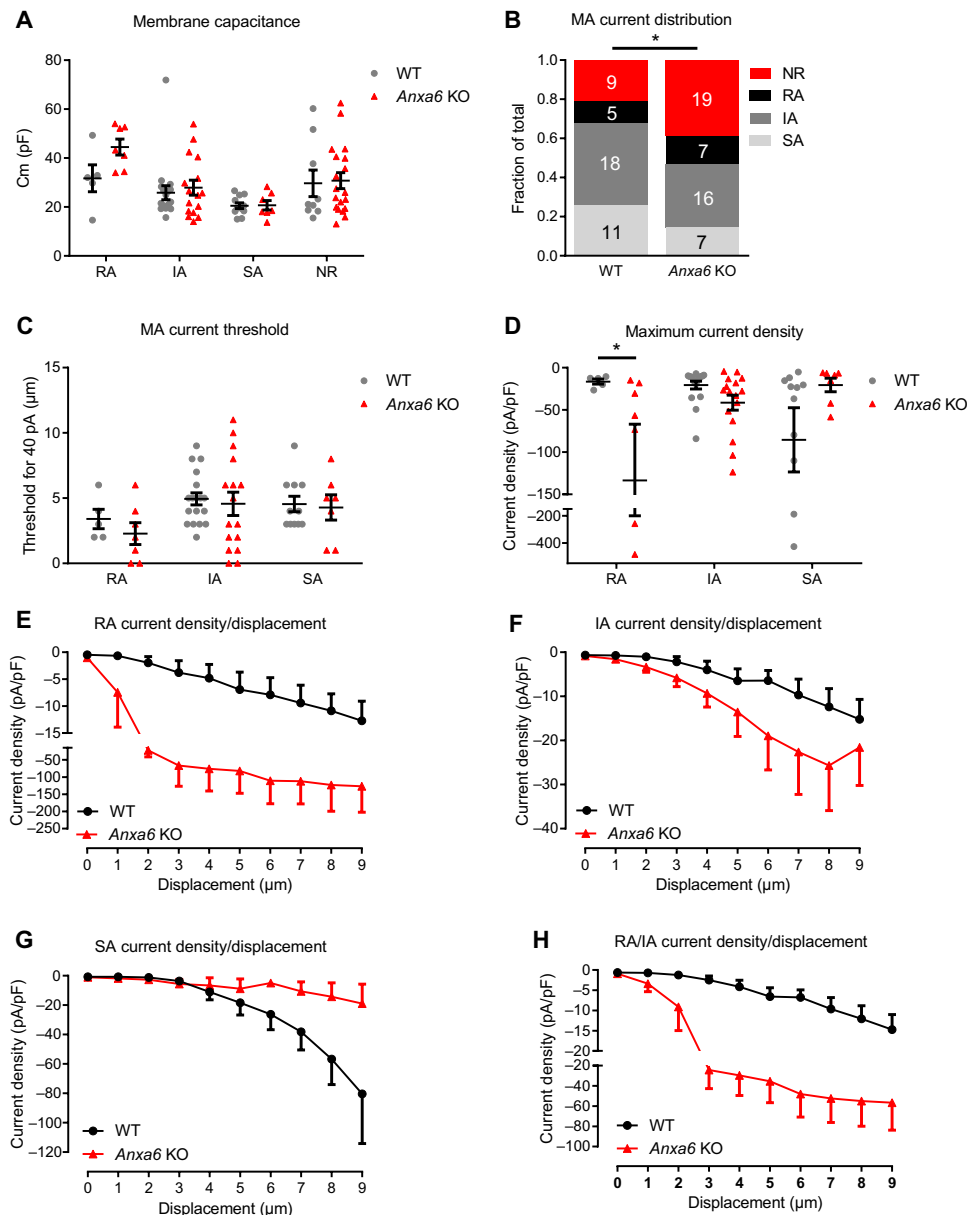 A
Membrane capacitance
80
60
40
20
0
Cm (pF)
RA
IA
SA
NR
WT
Anxa6 KO
B
MA current distribution
*
1.0
0.8
0.6
0.4
0.2
0.0
Fraction of total
9
5
18
11
19
7
16
7
WT
Anxa6 KO
NR
RA
IA
SA
C
MA current threshold
15
10
5
0
Threshold for 40 pA (µm)
RA
IA
SA
WT
Anxa6 KO
D
Maximum current density
*
0
−50
−100
−150
−200
−400
Current density (pA/pF)
RA
IA
SA
WT
Anxa6 KO
E
RA current density/displacement
0
−5
−10
−15
−50
−100
−150
−200
−250
Current density (pA/pF)
WT
Anxa6 KO
0 1 2 3 4 5 6 7 8 9
Displacement (µm)
F
IA current density/displacement
0
−10
−20
−30
−40
Current density (pA/pF)
WT
Anxa6 KO
0 1 2 3 4 5 6 7 8 9
Displacement (µm)
G
SA current density/displacement
0
−20
−40
−60
−80
−100
−120
Current density (pA/pF)
WT
Anxa6 KO
0 1 2 3 4 5 6 7 8 9
Displacement (µm)
H
RA/IA current density/displacement
0
−5
−10
−15
−20
−20
−40
−60
−80
−100
Current density (pA/pF)
WT
Anxa6 KO
0 1 2 3 4 5 6 7 8 9
Displacement (µm)